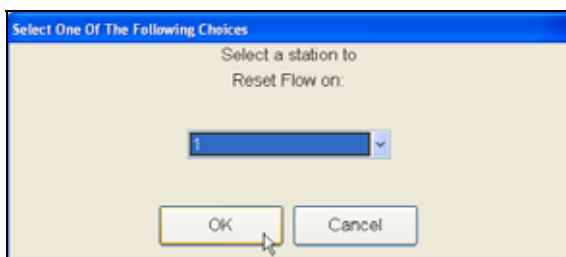 Select One Of The Following Choices
Select a station to
Reset Flow on:
1
OK
Cancel